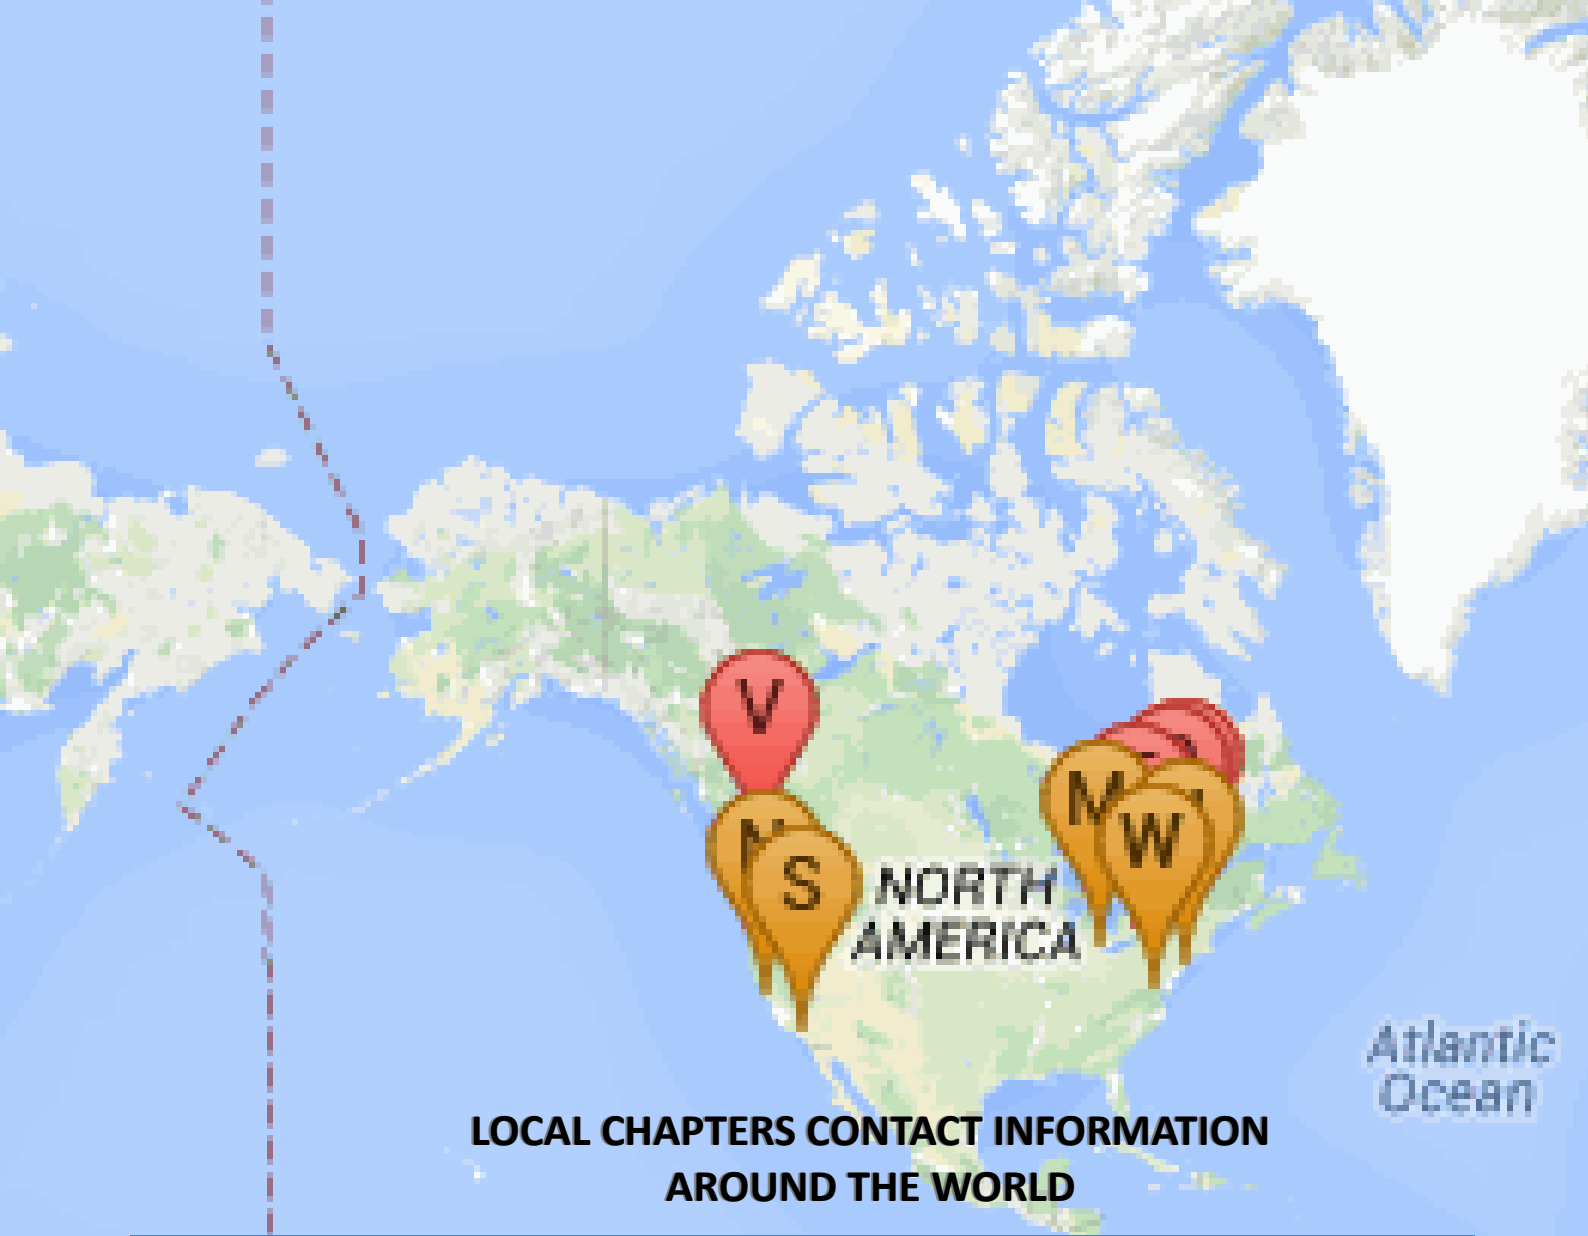 V
M
W
S
NORTH
AMERICA
Atlantic
Ocean
LOCAL CHAPTERS CONTACT INFORMATION
AROUND THE WORLD